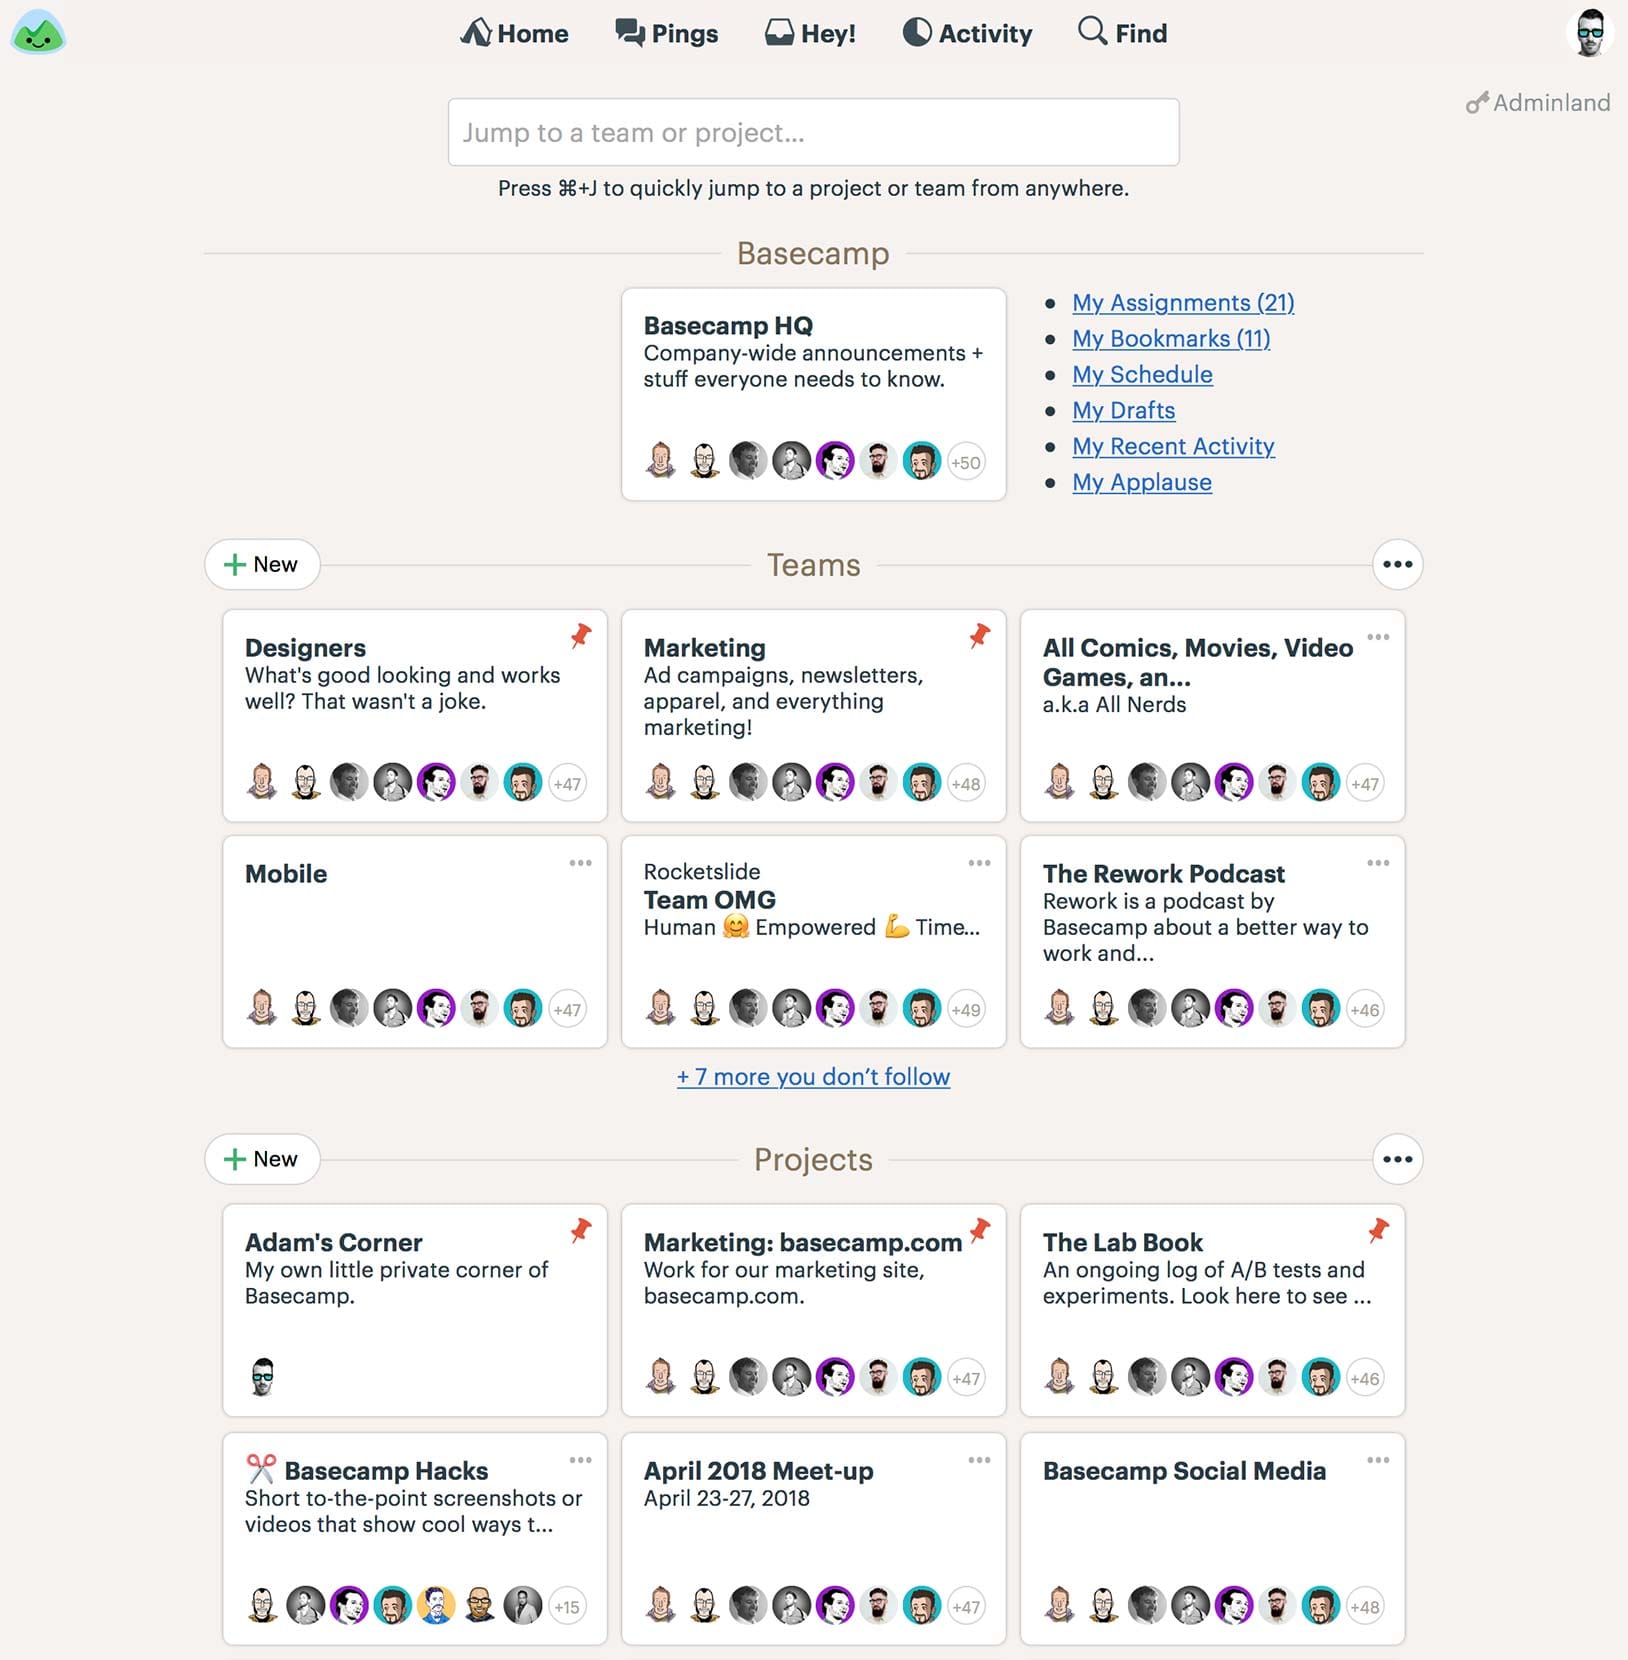 Home Pings Hey! Activity Find
Adminland
Jump to a team or project...
Press ⌘+J to quickly jump to a project or team from anywhere.
Basecamp
Basecamp HQ
Company-wide announcements +
stuff everyone needs to know.
+50
My Assignments (21)
My Bookmarks (11)
My Schedule
My Drafts
My Recent Activity
My Applause
New
Teams
Designers
What's good looking and works
well? That wasn't a joke.
+47
Marketing
Ad campaigns, newsletters,
apparel, and everything
marketing!
+48
All Comics, Movies, Video
Games, an...
a.k.a All Nerds
+47
Mobile
+47
Rocketslide
Team OMG
Human 🤗 Empowered 💪 Time...
+49
The Rework Podcast
Rework is a podcast by
Basecamp about a better way to
work and...
+46
+ 7 more you don’t follow
New
Projects
Adam's Corner
My own little private corner of
Basecamp.
Marketing: basecamp.com
Work for our marketing site,
basecamp.com.
+47
The Lab Book
An ongoing log of A/B tests and
experiments. Look here to see ...
+46
✂️ Basecamp Hacks
Short to-the-point screenshots or
videos that show cool ways t...
+15
April 2018 Meet-up
April 23-27, 2018
+47
Basecamp Social Media
+48